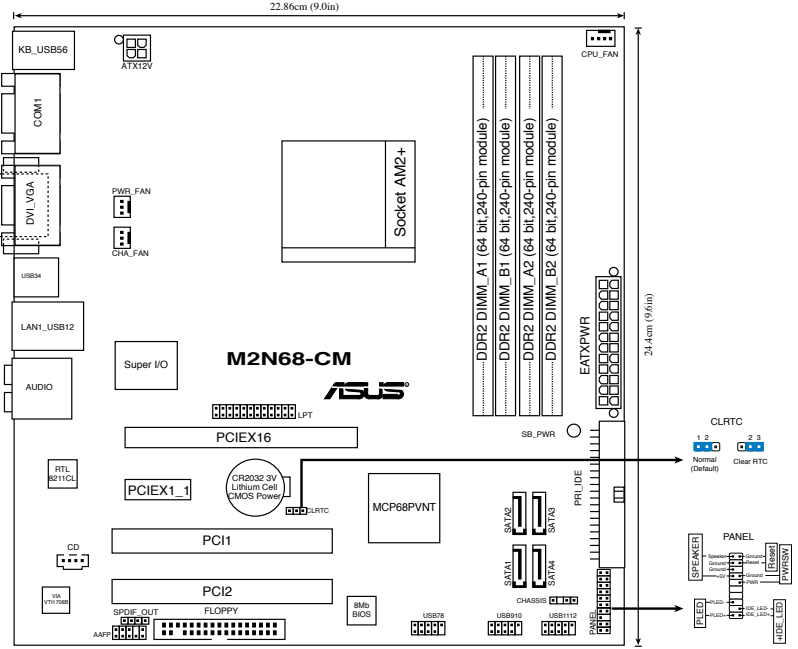 22.86cm (9.0in)
KB_USB56
ATX12V
CPU_FAN
COM1
DVI_VGA
PWR_FAN
CHA_FAN
Socket AM2+
DDR2 DIMM_A1 (64 bit,240-pin module)
DDR2 DIMM_B1 (64 bit,240-pin module)
DDR2 DIMM_A2 (64 bit,240-pin module)
DDR2 DIMM_B2 (64 bit,240-pin module)
24.4cm (9.6in)
USB34
LAN1_USB12
EATXPWR
Super I/O
M2N68-CM
ASUS
AUDIO
LPT
SB_PWR
PCIEX16
CLRTC
1 2
2 3
Normal
(Default)
Clear RTC
RTL
8211CL
PCIEX1_1
CR2032 3V
Lithium Cell
CMOS Power
CLRTC
MCP68PVNT
PRI_IDE
SATA2
SATA3
PCI1
CD
SATA1
SATA4
PANEL
SPEAKER
Speaker
Ground
Ground
+5V
Ground
Reset
Ground
PWR
Reset
PWRSW
PLED
PLED-
PLED+
IDE_LED-
IDE_LED+
+IDE_LED
PCI2
VIA
VT1708B
8Mb
BIOS
CHASSIS
PANEL
SPDIF_OUT
FLOPPY
AAFP
USB78
USB910
USB1112